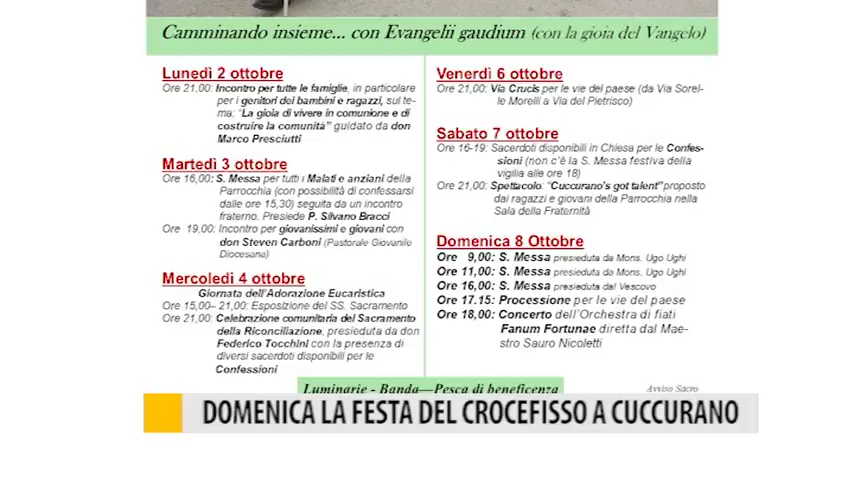 Camminando insieme... con Evangelii gaudium (con la gioia del Vangelo)
Lunedì 2 ottobre
Ore 21,00: Incontro per tutte le famiglie, in particolare
per i genitori dei bambini e ragazzi, sul te-
ma: "La gioia di vivere in comunione e di
costruire la comunità" guidato da don
Marco Presciutti
Martedì 3 ottobre
Ore 16,00: S. Messa per tutti i Malati e anziani della
Parrocchia (con possibilità di confessarsi
dalle ore 15,30) seguita da un incontro
fraterno. Presiede P. Silvano Bracci
Ore 19.00: Incontro per giovanissimi e giovani con
don Steven Carboni (Pastorale Giovanile
Diocesana)
Mercoledì 4 ottobre
Giornata dell'Adorazione Eucaristica
Ore 15,00– 21,00: Esposizione del SS. Sacramento
Ore 21,00: Celebrazione comunitaria del Sacramento
della Riconciliazione, presieduta da don
Federico Tocchini con la presenza di
diversi sacerdoti disponibili per le
Confessioni
Venerdì 6 ottobre
Ore 21,00: Via Crucis per le vie del paese (da Via Sorel-
le Morelli a Via del Pietrisco)
Sabato 7 ottobre
Ore 16-19: Sacerdoti disponibili in Chiesa per le Confes-
sioni (non c'è la S. Messa festiva della
vigilia alle ore 18)
Ore 21,00: Spettacolo: "Cuccurano's got talent" proposto
dai ragazzi e giovani della Parrocchia nella
Sala della Fraternità
Domenica 8 Ottobre
Ore 9,00: S. Messa presieduta da Mons. Ugo Ughi
Ore 11,00: S. Messa presieduta da Mons. Ugo Ughi
Ore 16,00: S. Messa presieduta dal Vescovo
Ore 17.15: Processione per le vie del paese
Ore 18,00: Concerto dell'Orchestra di fiati
Fanum Fortunae diretta dal Mae-
stro Sauro Nicoletti
Luminarie - Banda—Pesca di beneficenza
Avviso Sacro
DOMENICA LA FESTA DEL CROCEFISSO A CUCCURANO